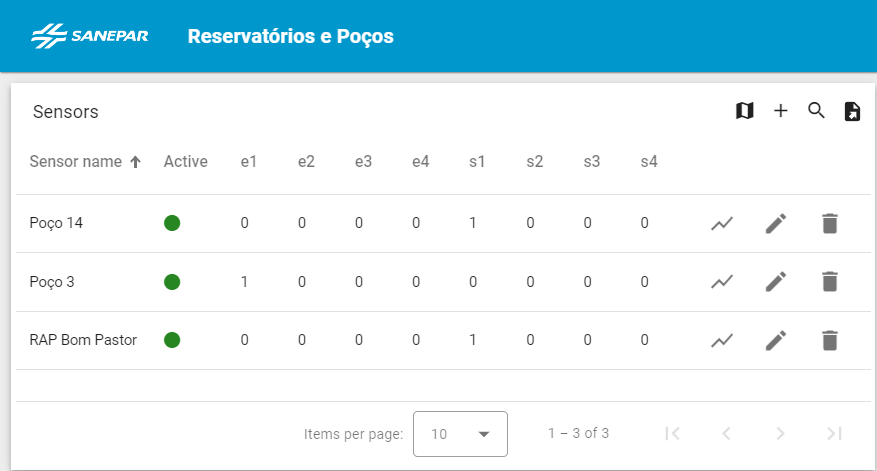 SANEPAR Reservatórios e Poços
Sensors
Sensor name Active e1 e2 e3 e4 s1 s2 s3 s4
Poço 14 0 0 0 0 1 0 0 0
Poço 3 1 0 0 0 0 0 0 0
RAP Bom Pastor 0 0 0 0 1 0 0 0
Items per page: 10 1 – 3 of 3